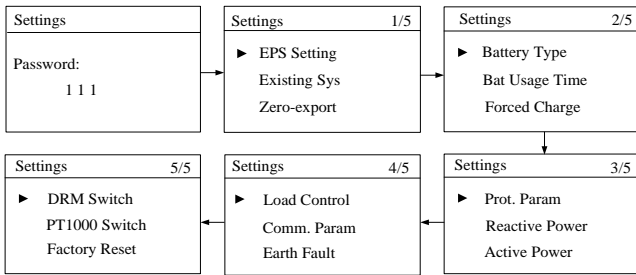 Settings
Password:
1 1 1
Settings 1/5
► EPS Setting
Existing Sys
Zero-export
Settings 2/5
► Battery Type
Bat Usage Time
Forced Charge
Settings 3/5
► Prot. Param
Reactive Power
Active Power
Settings 4/5
► Load Control
Comm. Param
Earth Fault
Settings 5/5
► DRM Switch
PT1000 Switch
Factory Reset